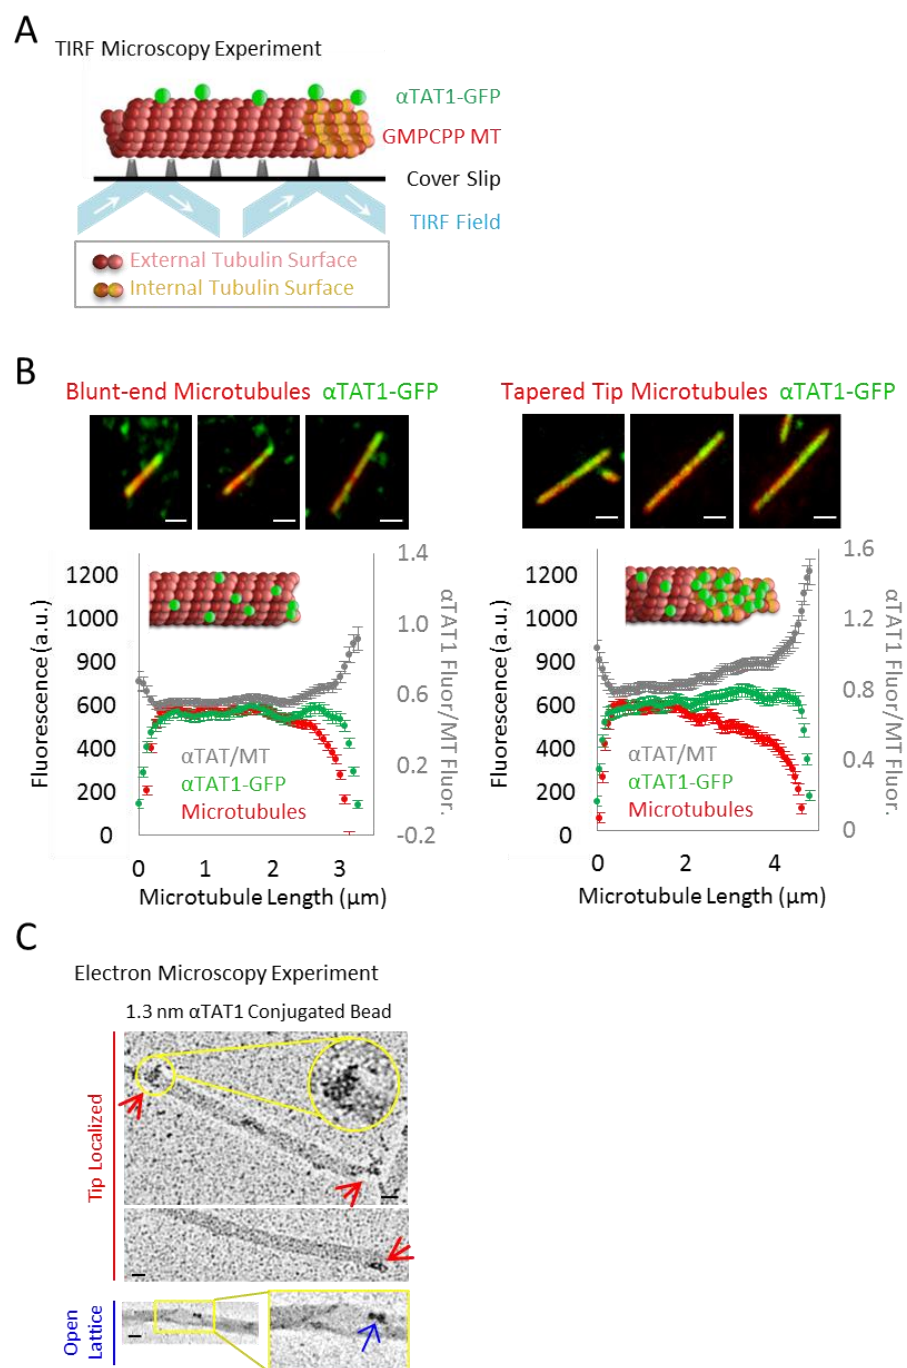 A
TIRF Microscopy Experiment
αTAT1-GFP
GMPCPP MT
Cover Slip
TIRF Field
External Tubulin Surface
Internal Tubulin Surface
B
Blunt-end Microtubules αTAT1-GFP
Fluorescence (a.u.)
1200
1000
900
600
400
200
0
1.4
1.0
0.6
0.2
-0.2
αTAT1 Fluor/MT Fluor.
αTAT/MT
αTAT1-GFP
Microtubules
0 1 2 3
Microtubule Length (µm)
Tapered Tip Microtubules αTAT1-GFP
Fluorescence (a.u.)
1200
1000
900
600
400
200
0
1.6
1.2
0.8
0.4
0
αTAT1 Fluor/MT Fluor.
αTAT/MT
αTAT1-GFP
Microtubules
0 2 4
Microtubule Length (µm)
C
Electron Microscopy Experiment
1.3 nm αTAT1 Conjugated Bead
Tip Localized
Open
Lattice